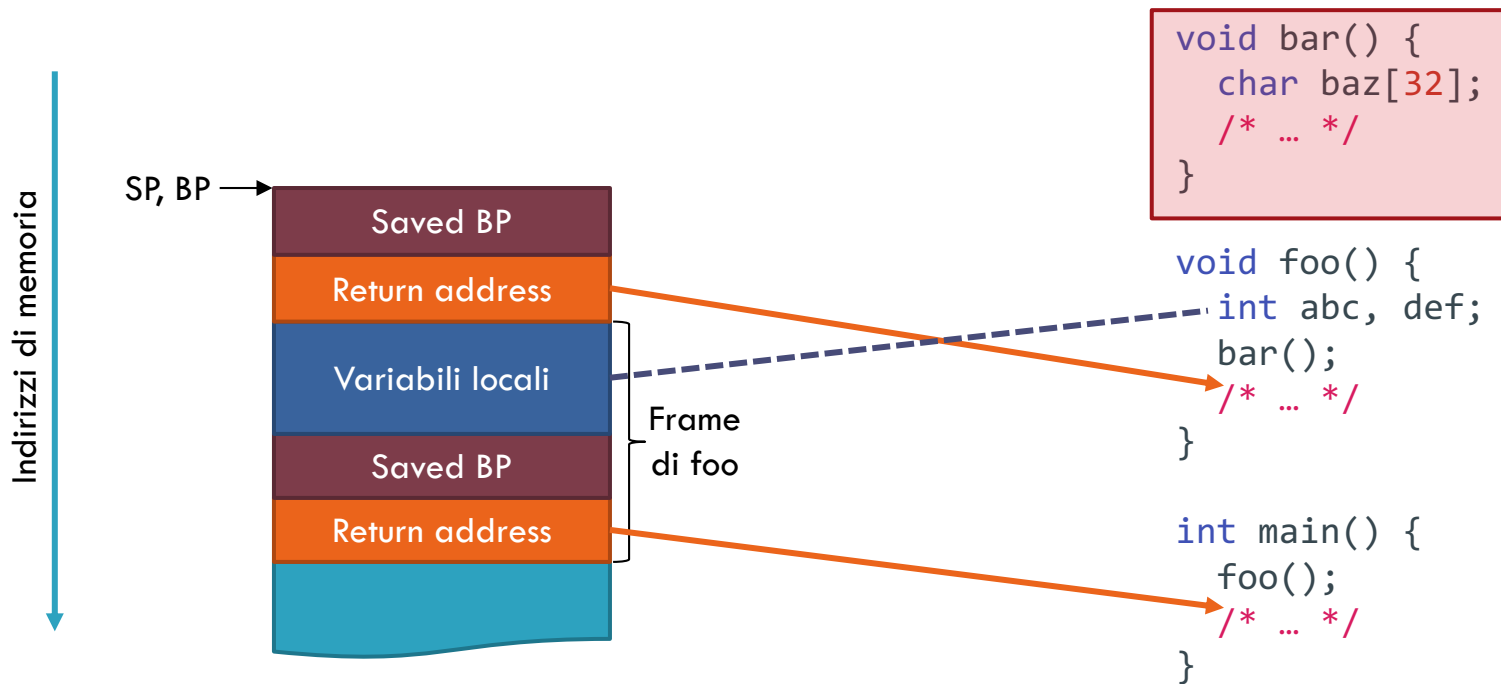 Indirizzi di memoria
SP, BP
Saved BP
Return address
Variabili locali
Saved BP
Return address
Frame
di foo
void bar() {
  char baz[32];
  /* … */
}
void foo() {
  int abc, def;
  bar();
  /* … */
}
int main() {
  foo();
  /* … */
}